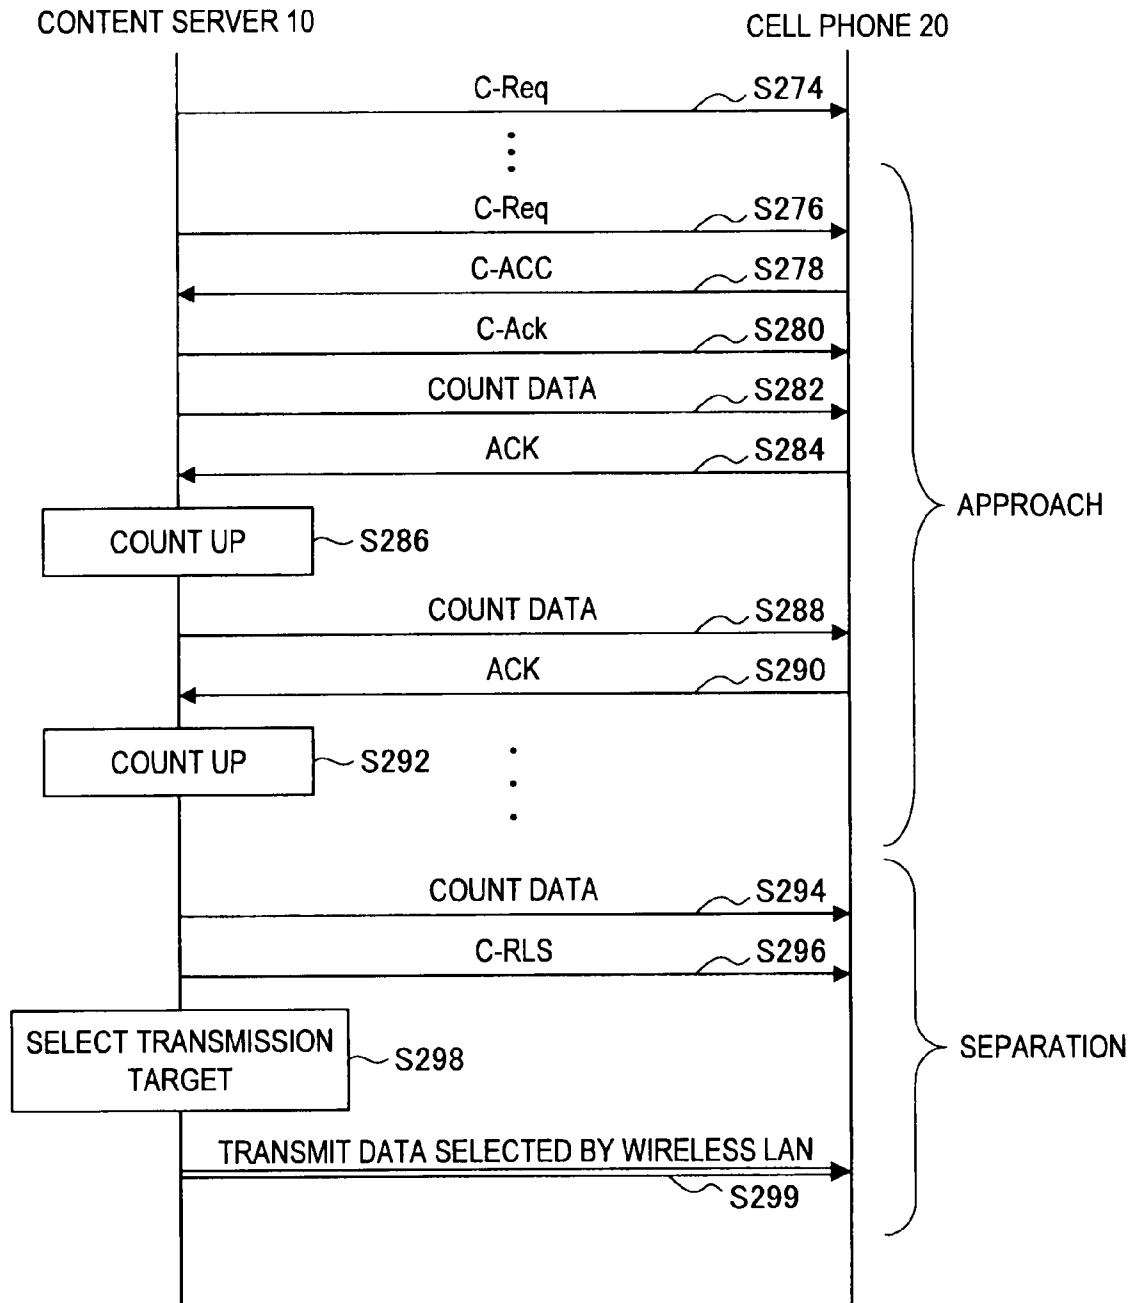 CONTENT SERVER 10
CELL PHONE 20
C-Req
S274
C-Req
S276
C-ACC
S278
C-Ack
S280
COUNT DATA
S282
ACK
S284
APPROACH
COUNT UP
S286
COUNT DATA
S288
ACK
S290
COUNT UP
S292
COUNT DATA
S294
C-RLS
S296
SELECT TRANSMISSION
TARGET
S298
SEPARATION
TRANSMIT DATA SELECTED BY WIRELESS LAN
S299